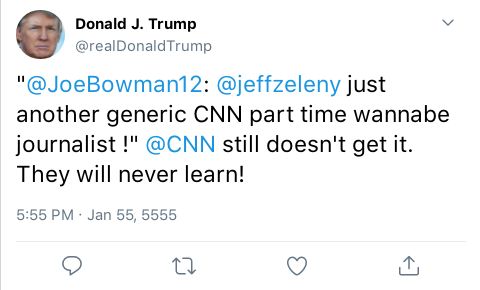 Donald J. Trump
@realDonaldTrump
"@JoeBowman12: @jeffzeleny just
another generic CNN part time wannabe
journalist !" @CNN still doesn't get it.
They will never learn!
5:55 PM · Jan 55, 5555